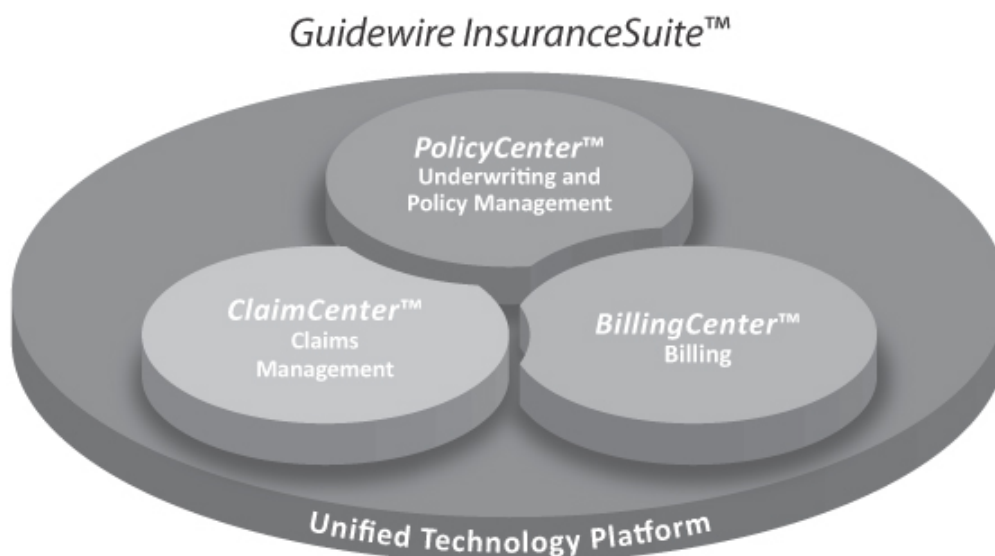 Guidewire InsuranceSuite™
PolicyCenter™
Underwriting and
Policy Management
ClaimCenter™
Claims
Management
BillingCenter™
Billing
Unified Technology Platform